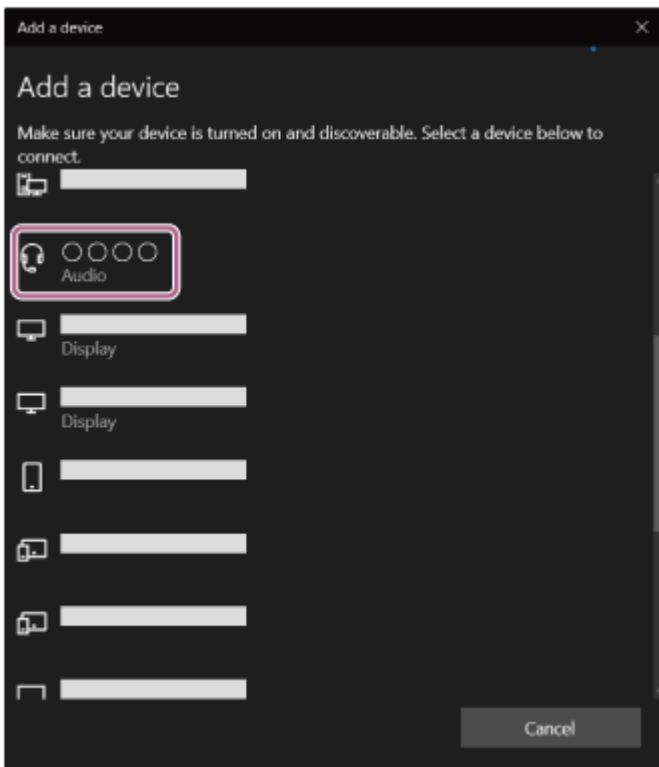 Add a device
Add a device
Make sure your device is turned on and discoverable. Select a device below to
connect.
○○○○
Audio
Display
Display
Cancel